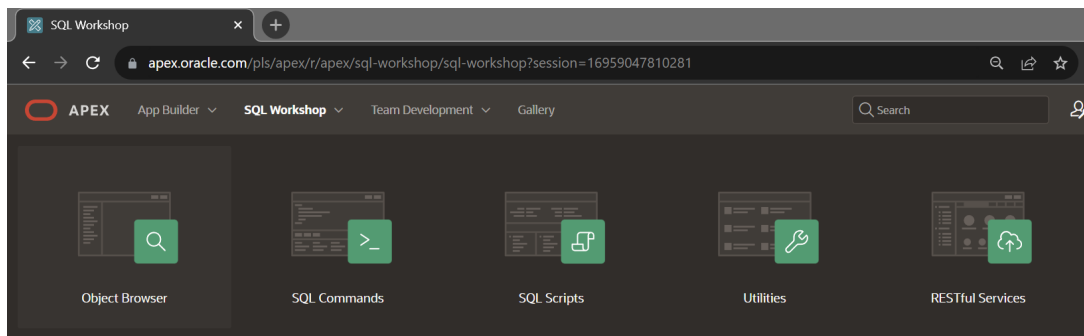 SQL Workshop
apex.oracle.com/pls/apex/r/apex/sql-workshop/sql-workshop?session=16959047810281
APEX App Builder SQL Workshop Team Development Gallery Search
Object Browser SQL Commands SQL Scripts Utilities RESTful Services